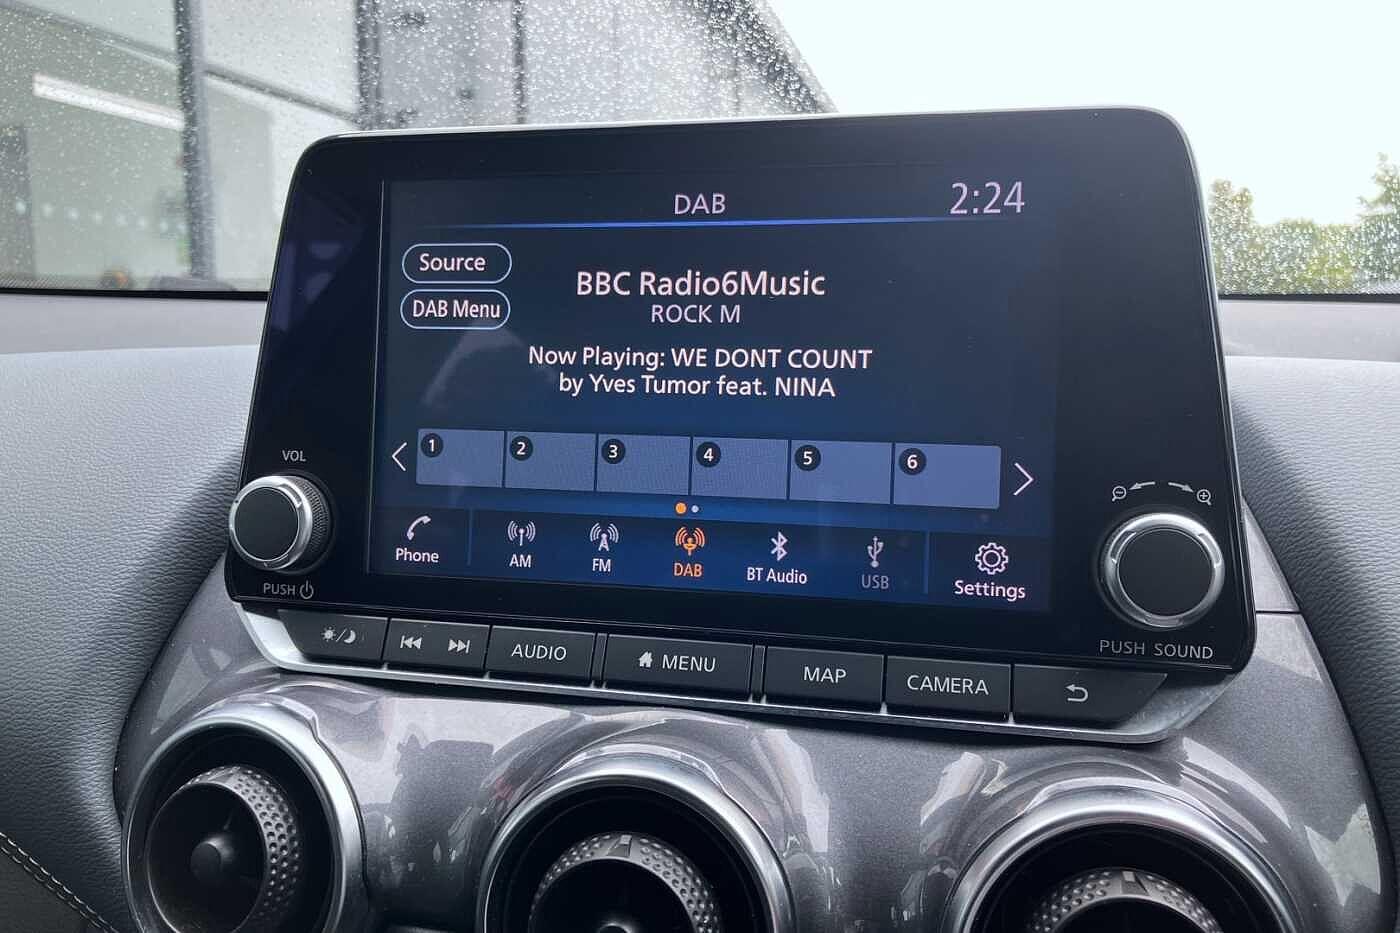 DAB
2:24
Source
DAB Menu
BBC Radio6Music
ROCK M
Now Playing: WE DONT COUNT
by Yves Tumor feat. NINA
1 2 3 4 5 6
Phone
AM
FM
DAB
BT Audio
USB
Settings
VOL
PUSH
PUSH SOUND
AUDIO
MENU
MAP
CAMERA